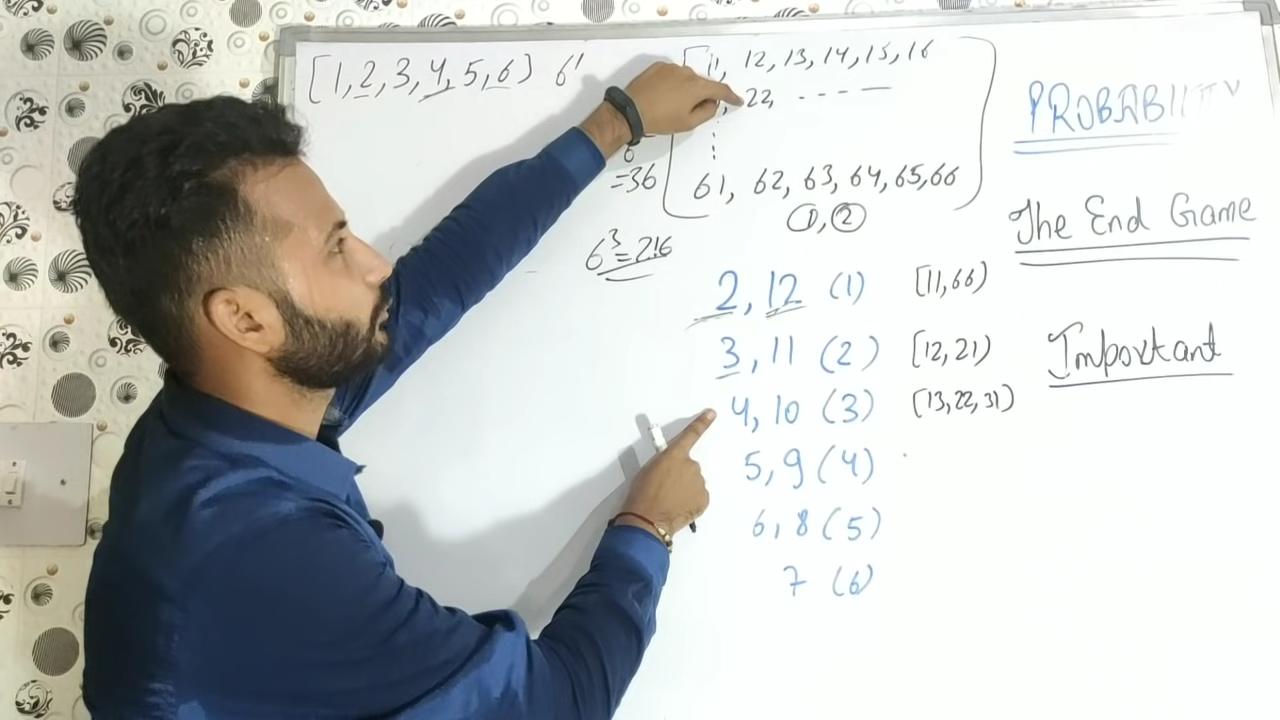 [1, 2, 3, 4, 5, 6) 6'
[11, 12, 13, 14, 15, 16
22, - - - -
6
=36
61, 62, 63, 64, 65, 66
①, ②
6³=216
2, 12 (1) [11, 66)
3, 11 (2) [12, 21)
4, 10 (3) [13, 22, 31)
5, 9 (4)
6, 8 (5)
7 (6)
PROBABILITY
The End Game
Important